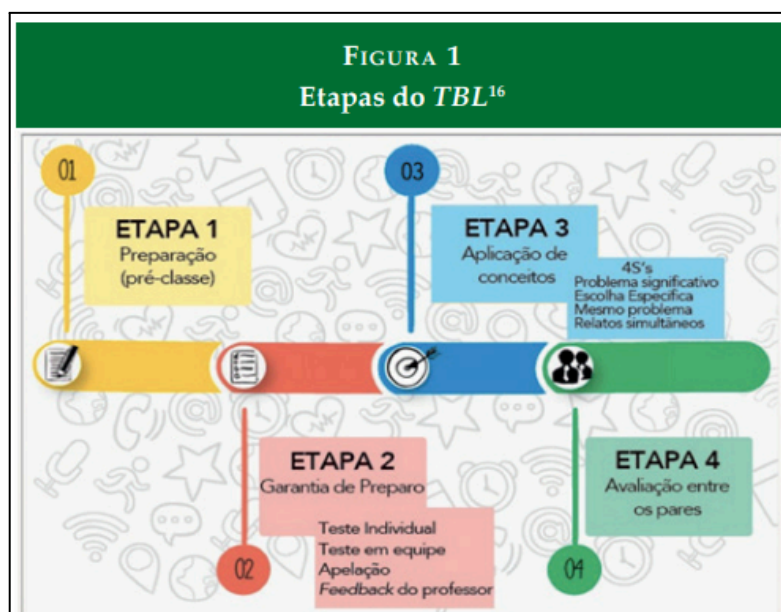 FIGURA 1
Etapas do TBL16
01
ETAPA 1
Preparação
(pré-classe)
02
ETAPA 2
Garantia de Preparo
Teste Individual
Teste em equipe
Apelação
Feedback do professor
03
ETAPA 3
Aplicação de
conceitos
4S's
Problema significativo
Escolha Específica
Mesmo problema
Relatos simultâneos
04
ETAPA 4
Avaliação entre
os pares